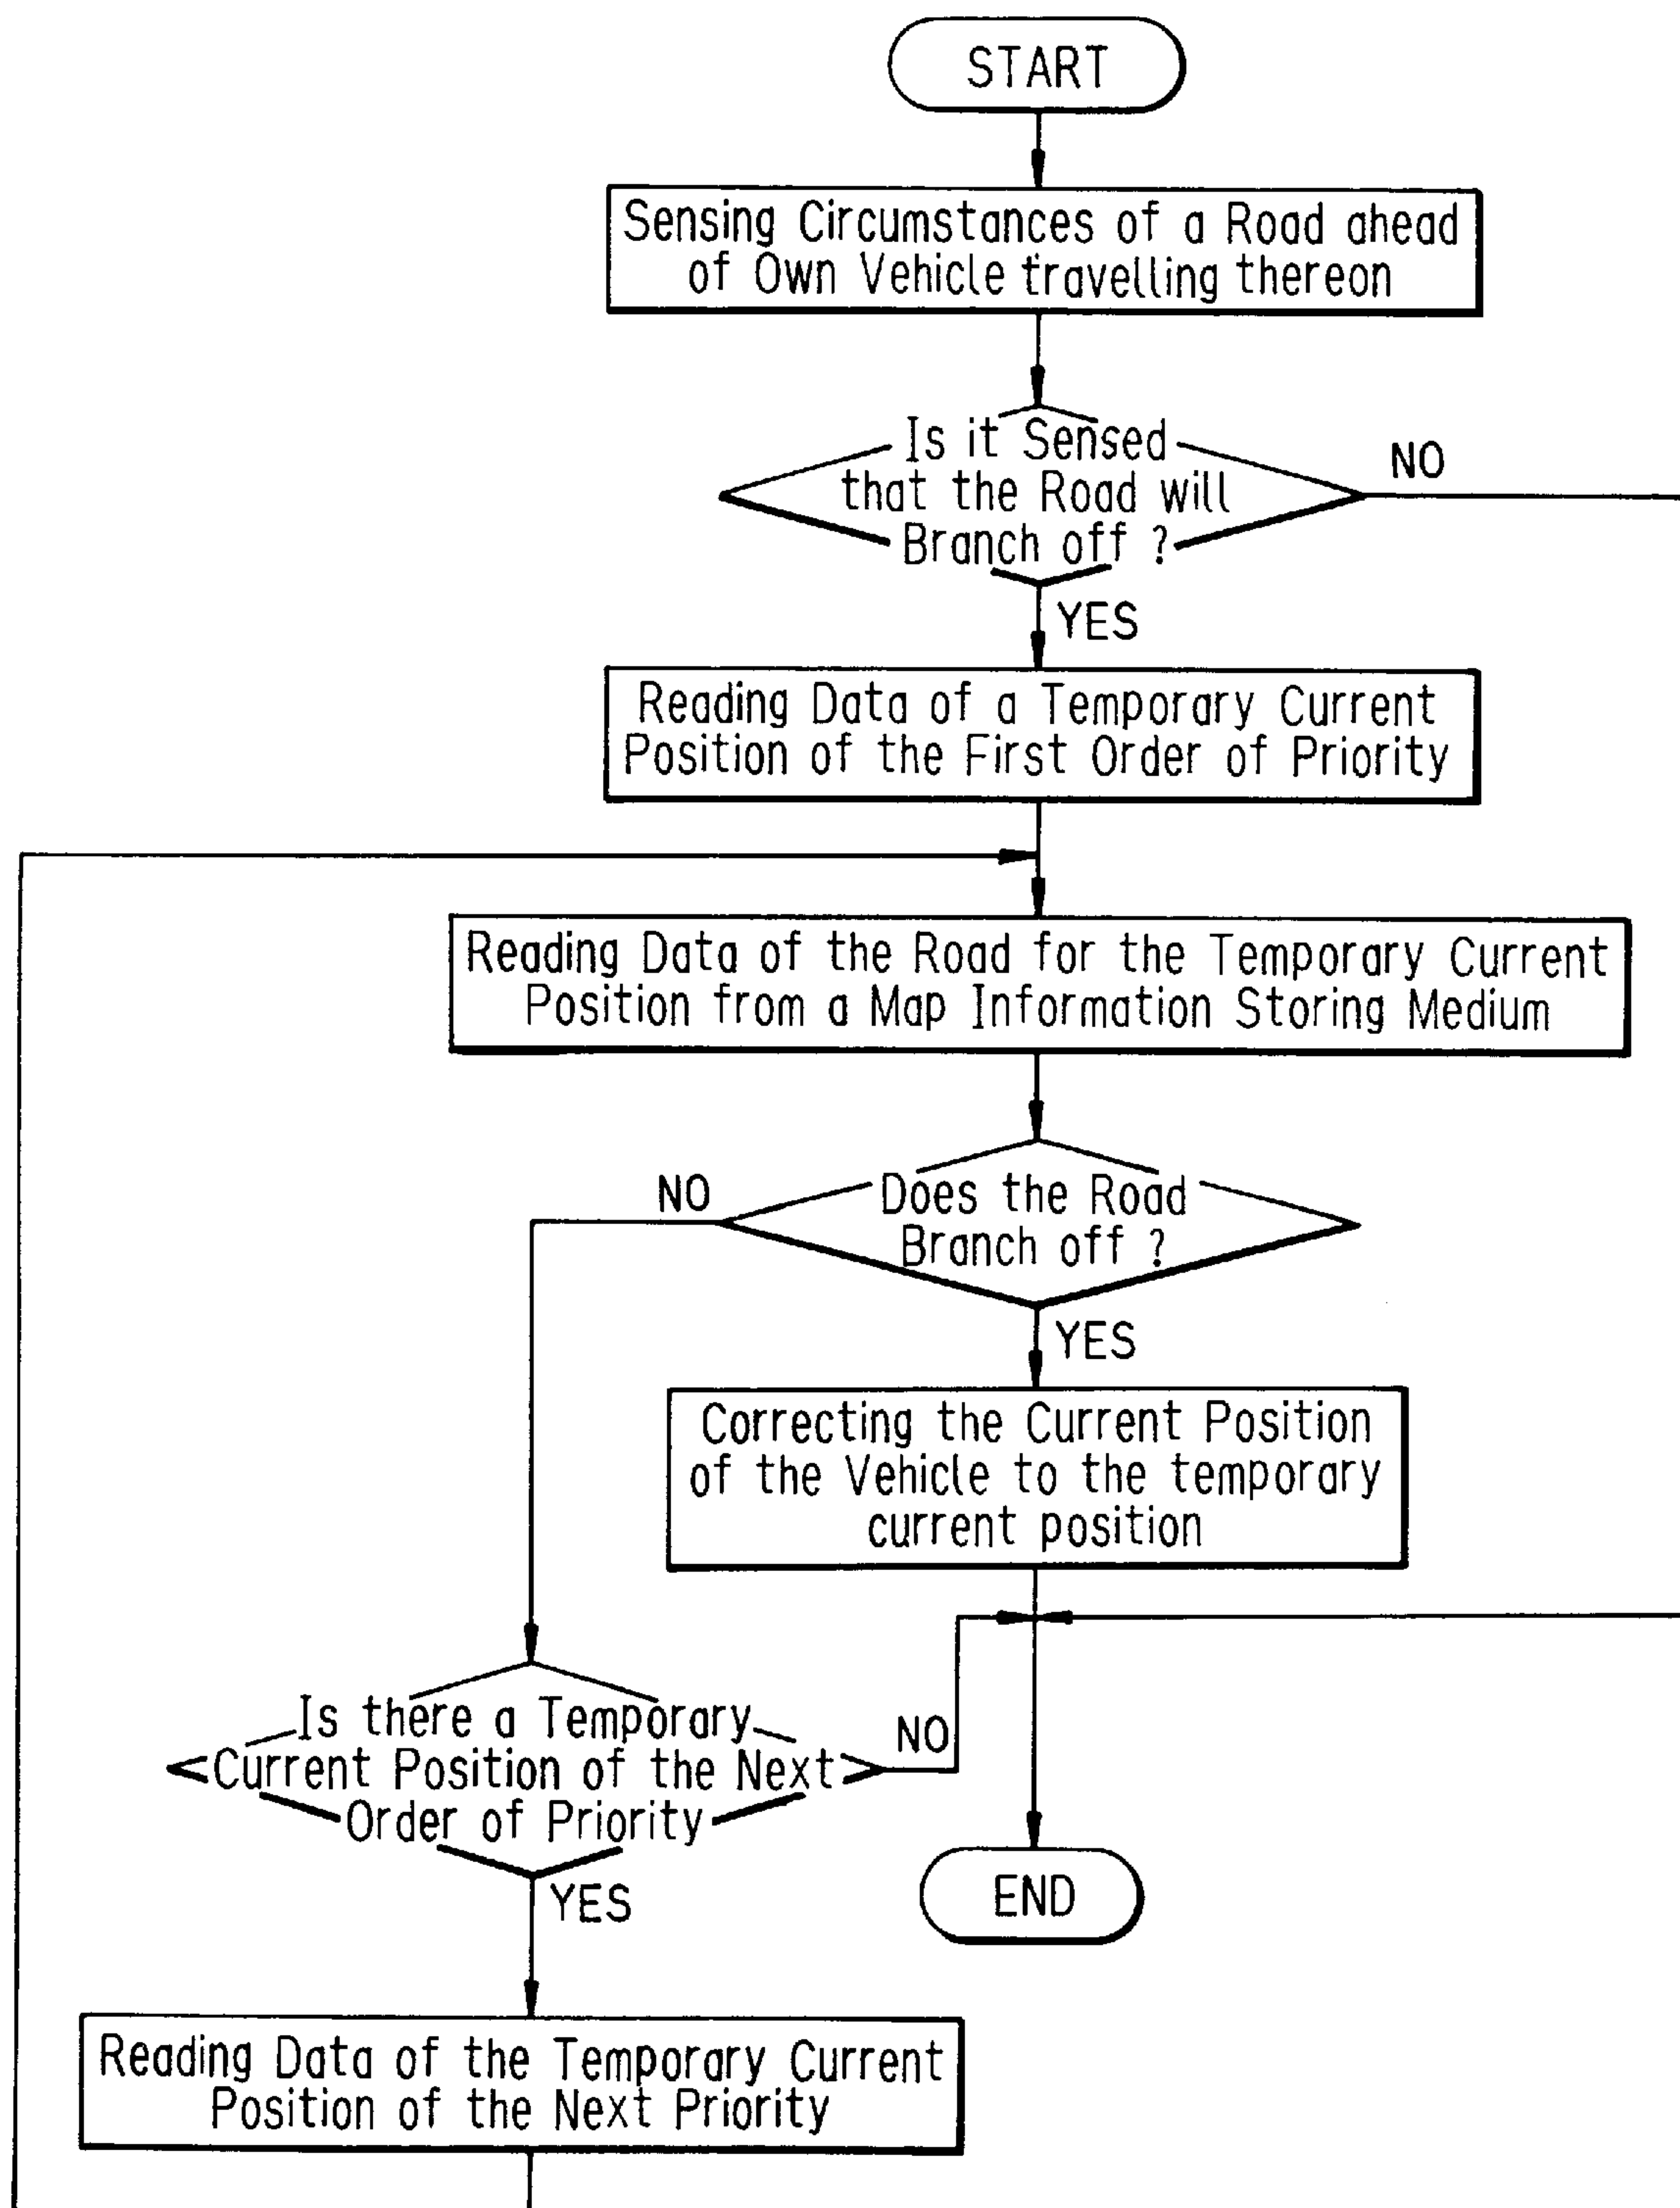 START
Sensing Circumstances of a Road ahead
of Own Vehicle travelling thereon
Is it Sensed
that the Road will
Branch off ?
NO
YES
Reading Data of a Temporary Current
Position of the First Order of Priority
Reading Data of the Road for the Temporary Current
Position from a Map Information Storing Medium
Does the Road
Branch off ?
NO
YES
Correcting the Current Position
of the Vehicle to the temporary
current position
Is there a Temporary
Current Position of the Next
Order of Priority
NO
YES
END
Reading Data of the Temporary Current
Position of the Next Priority